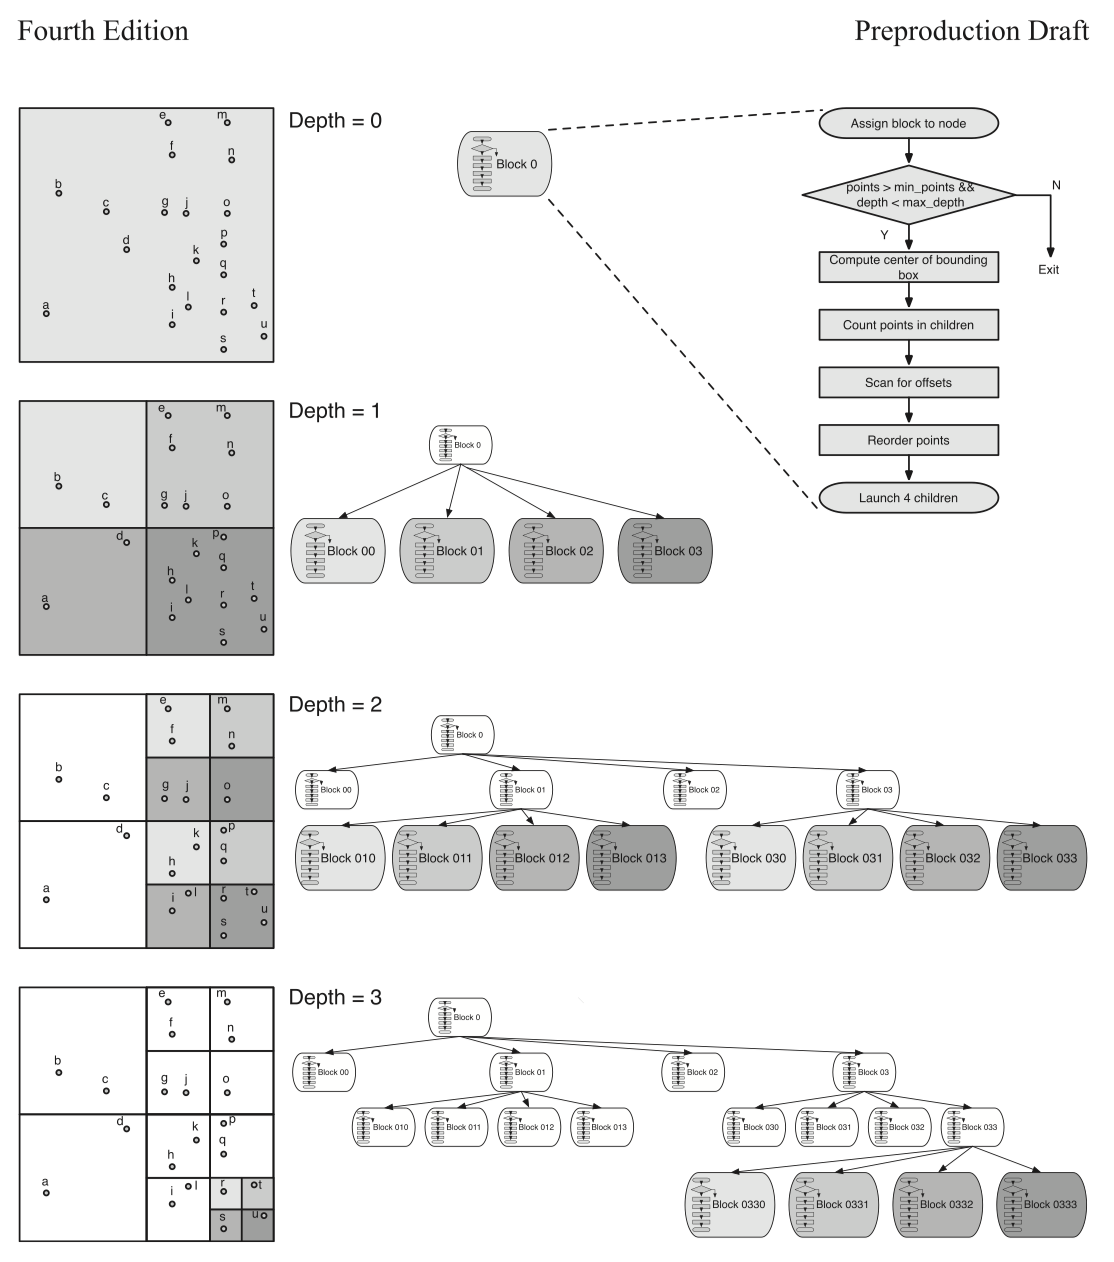 Fourth Edition
Preproduction Draft
e
m
f
n
b
c
g
j
o
d
p
k
q
h
a
l
r
t
i
s
u
Depth = 0
Block 0
Assign block to node
points > min_points &&
depth < max_depth
N
Y
Exit
Compute center of bounding
box
Count points in children
Scan for offsets
Reorder points
Launch 4 children
e
m
f
n
b
c
g
j
o
d
p
k
q
h
a
l
r
t
i
s
u
Depth = 1
Block 0
Block 00
Block 01
Block 02
Block 03
e
m
f
n
b
c
g
j
o
d
k
p
q
h
a
i
l
r
t
s
u
Depth = 2
Block 0
Block 00
Block 01
Block 02
Block 03
Block 010
Block 011
Block 012
Block 013
Block 030
Block 031
Block 032
Block 033
e
m
f
n
b
c
g
j
o
d
k
p
q
h
a
i
l
r
t
s
u
Depth = 3
Block 0
Block 00
Block 01
Block 02
Block 03
Block 010
Block 011
Block 012
Block 013
Block 030
Block 031
Block 032
Block 033
Block 0330
Block 0331
Block 0332
Block 0333